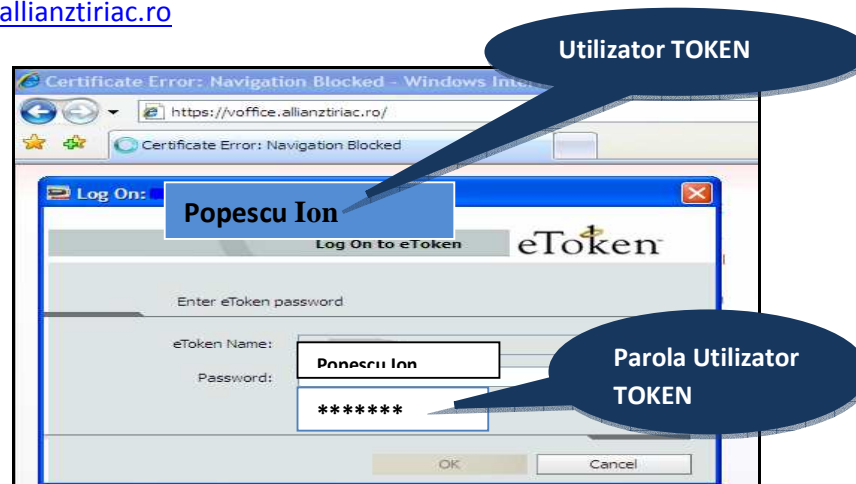 allianztiriac.ro
Utilizator TOKEN
Certificate Error: Navigation Blocked - Windows
https://voffice.allianztiriac.ro/
Certificate Error: Navigation Blocked
Log On:
Popescu Ion
Log On to eToken
eToken
Enter eToken password
eToken Name:
Popescu Ion
Password:
*******
Parola Utilizator
TOKEN
OK
Cancel